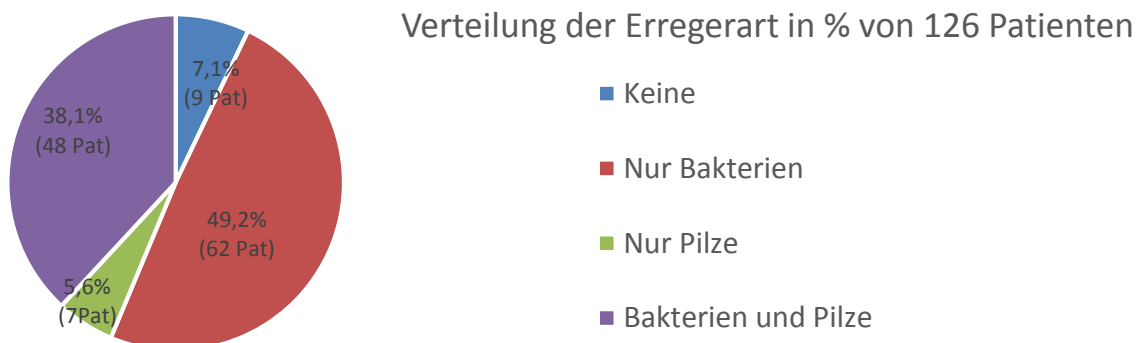 Verteilung der Erregerart in % von 126 Patienten
7,1%
(9 Pat)
38,1%
(48 Pat)
49,2%
(62 Pat)
5,6%
(7Pat)
Keine
Nur Bakterien
Nur Pilze
Bakterien und Pilze